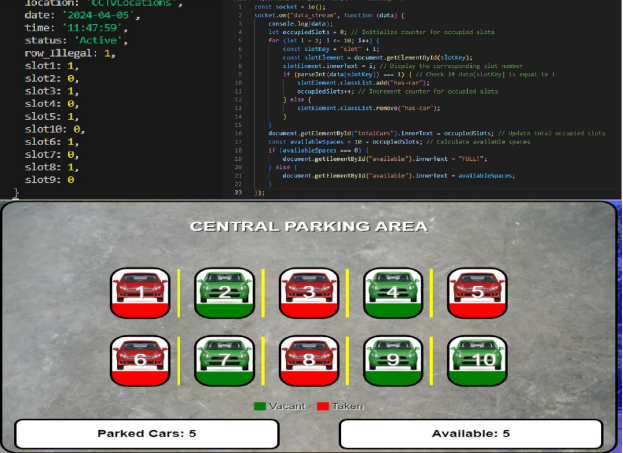 location: 'CCTVLocations',
date: '2024-04-05',
time: '11:47:59',
status: 'Active',
row_illegal: 1,
slot1: 1,
slot2: 0,
slot3: 1,
slot4: 0,
slot5: 1,
slot10: 0,
slot6: 1,
slot7: 0,
slot8: 1,
slot9: 0
}
1 const socket = io();
2 socket.on("data_stream", function (data) {
3 console.log(data);
4 let occupiedSlots = 0; // Initialize counter for occupied slots
5 for (let i = 1; i <= 10; i++) {
6 const slotKey = "slot" + i;
7 const slotElement = document.getElementById(slotKey);
8 slotElement.innerText = i; // Display the corresponding slot number
9 if (parseInt(data[slotKey]) === 1) { // Check if data[slotKey] is equal to 1
10 slotElement.classList.add("has-car");
11 occupiedSlots++; // Increment counter for occupied slots
12 } else {
13 slotElement.classList.remove("has-car");
14 }
15 }
16 document.getElementById("totalCars").innerText = occupiedSlots; // Update total occupied slots
17 const availableSpaces = 10 - occupiedSlots; // Calculate available spaces
18 if (availableSpaces === 0) {
19 document.getElementById("available").innerText = "FULL!";
20 } else {
21 document.getElementById("available").innerText = availableSpaces;
22 }
23 });
CENTRAL PARKING AREA
1 2 3 4 5
6 7 8 9 10
Vacant Taken
Parked Cars: 5 Available: 5